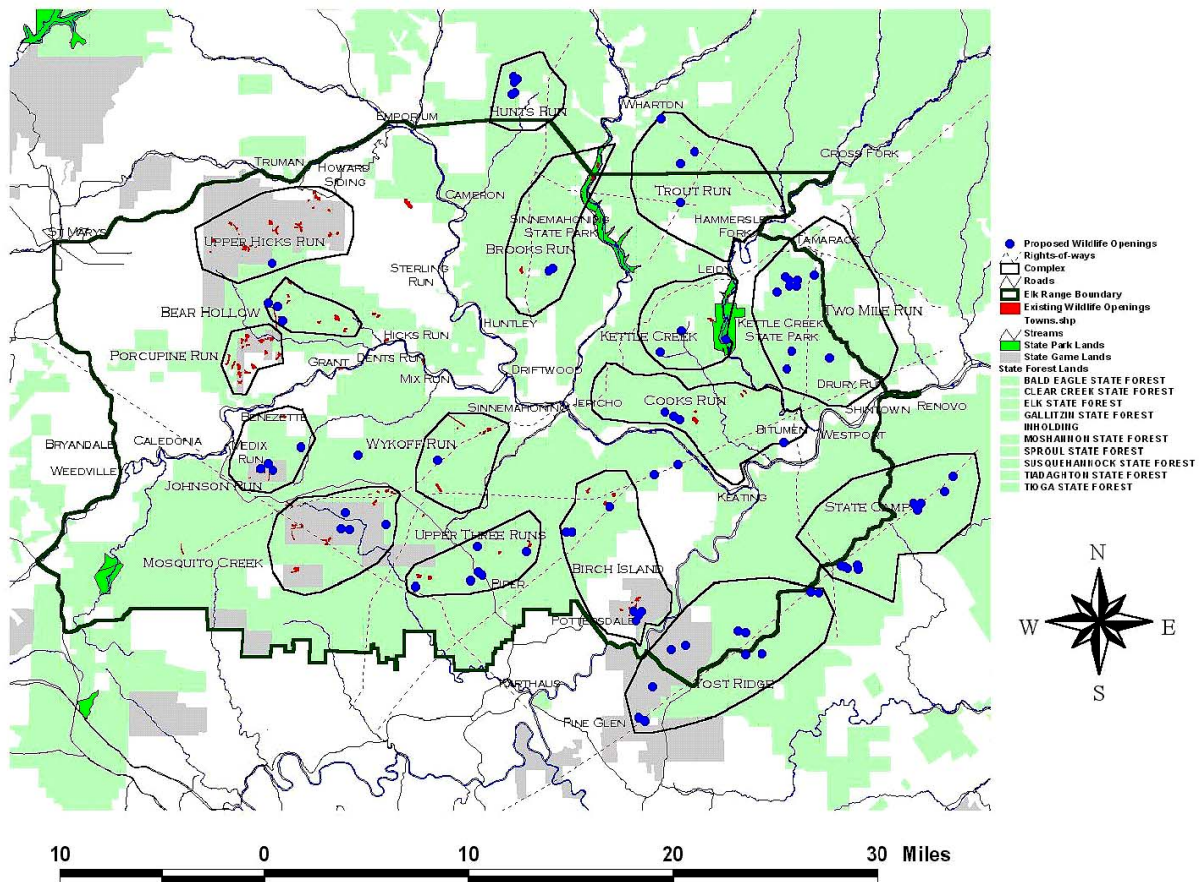 WHARTON
HUNTS RUN
EMPORIUM
CROSS FORK
TRUMAN
HOWARD
SIDING
TROUT RUN
CAMERON
SINNEMAHONING
STATE PARK
HAMMERSLEY
FORK
ST MARYS
UPPER HICKS RUN
BROOKS RUN
TAMARACK
STERLING
RUN
LEIDY
BEAR HOLLOW
HUNTLEY
TWO MILE RUN
KETTLE CREEK
KETTLE CREEK
STATE PARK
HICKS RUN
PORCUPINE RUN
GRANT
DENTS RUN
MIX RUN
DRIFTWOOD
DRURY RUN
SINNEMAHONING
JERICHO
COOKS RUN
SHINTOWN
RENOVO
BENEZETTE
BITUMEN
WESTPORT
BRYANDALE
CALEDONIA
MEDIX
RUN
WYKOFF RUN
WEEDVILLE
JOHNSON RUN
KEATING
STATE CAMP
UPPER THREE RUNS
MOSQUITO CREEK
BIRCH ISLAND
PIPER
POTTERSDALE
KARTHAUS
YOST RIDGE
PINE GLEN
Proposed Wildlife Openings
Rights-of-ways
Complex
Roads
Elk Range Boundary
Existing Wildlife Openings
Towns.shp
Streams
State Park Lands
State Game Lands
State Forest Lands
BALD EAGLE STATE FOREST
CLEAR CREEK STATE FOREST
ELK STATE FOREST
GALLITZIN STATE FOREST
INHOLDING
MOSHANNON STATE FOREST
SPROUL STATE FOREST
SUSQUEHANNOCK STATE FOREST
TIADAGHTON STATE FOREST
TIOGA STATE FOREST
N
W E
S
10 0 10 20 30 Miles